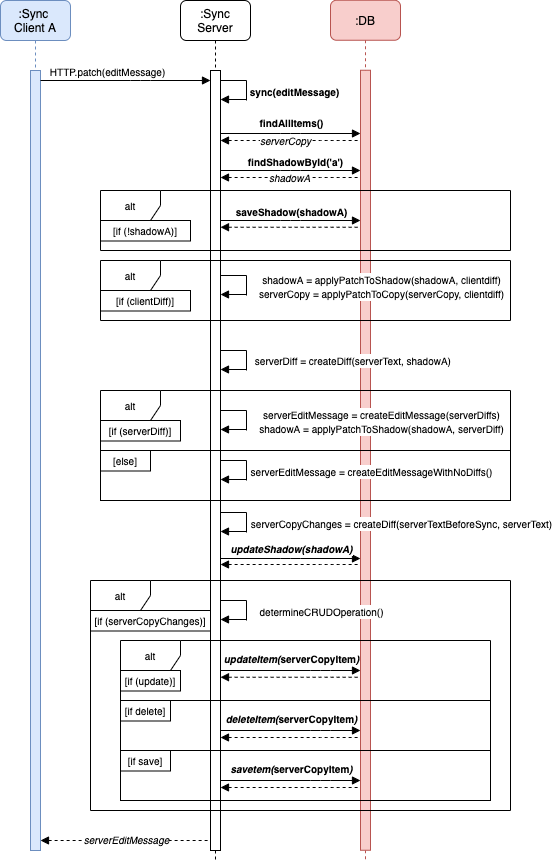 :Sync
Client A
:Sync
Server
:DB
HTTP.patch(editMessage)
sync(editMessage)
findAllItems()
serverCopy
findShadowById('a')
shadowA
alt
saveShadow(shadowA)
[if (!shadowA)]
alt
shadowA = applyPatchToShadow(shadowA, clientdiff)
serverCopy = applyPatchToCopy(serverCopy, clientdiff)
[if (clientDiff)]
serverDiff = createDiff(serverText, shadowA)
alt
serverEditMessage = createEditMessage(serverDiffs)
shadowA = applyPatchToShadow(shadowA, serverDiff)
[if (serverDiff)]
[else]
serverEditMessage = createEditMessageWithNoDiffs()
serverCopyChanges = createDiff(serverTextBeforeSync, serverText)
updateShadow(shadowA)
alt
determineCRUDOperation()
[if (serverCopyChanges)]
alt
updateItem(serverCopyItem)
[if (update)]
[if delete]
deleteItem(serverCopyItem)
[if save]
savetem(serverCopyItem)
serverEditMessage